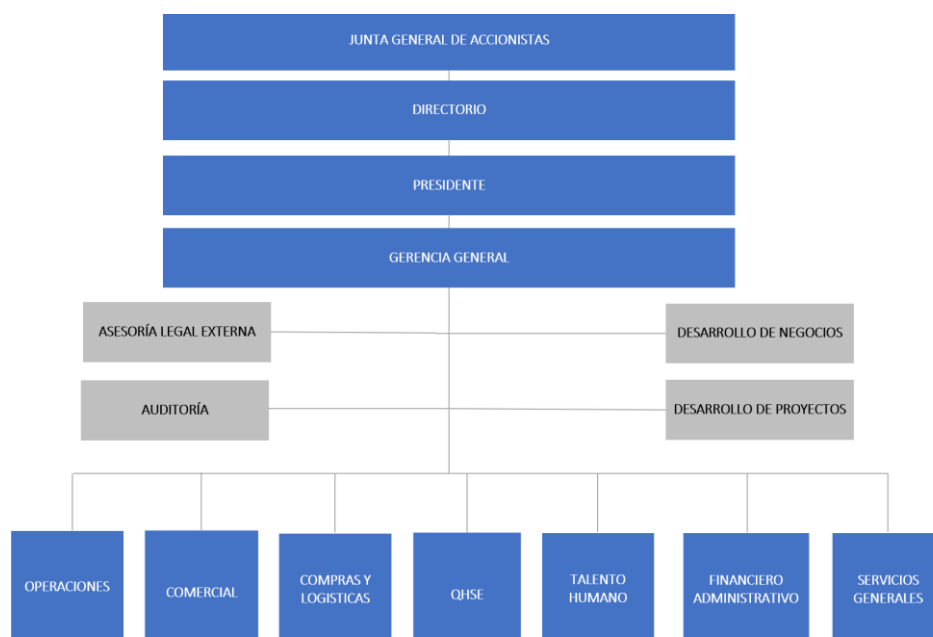 JUNTA GENERAL DE ACCIONISTAS
DIRECTORIO
PRESIDENTE
GERENCIA GENERAL
ASESORÍA LEGAL EXTERNA
DESARROLLO DE NEGOCIOS
AUDITORÍA
DESARROLLO DE PROYECTOS
OPERACIONES
COMERCIAL
COMPRAS Y
LOGISTICAS
QHSE
TALENTO
HUMANO
FINANCIERO
ADMINISTRATIVO
SERVICIOS
GENERALES